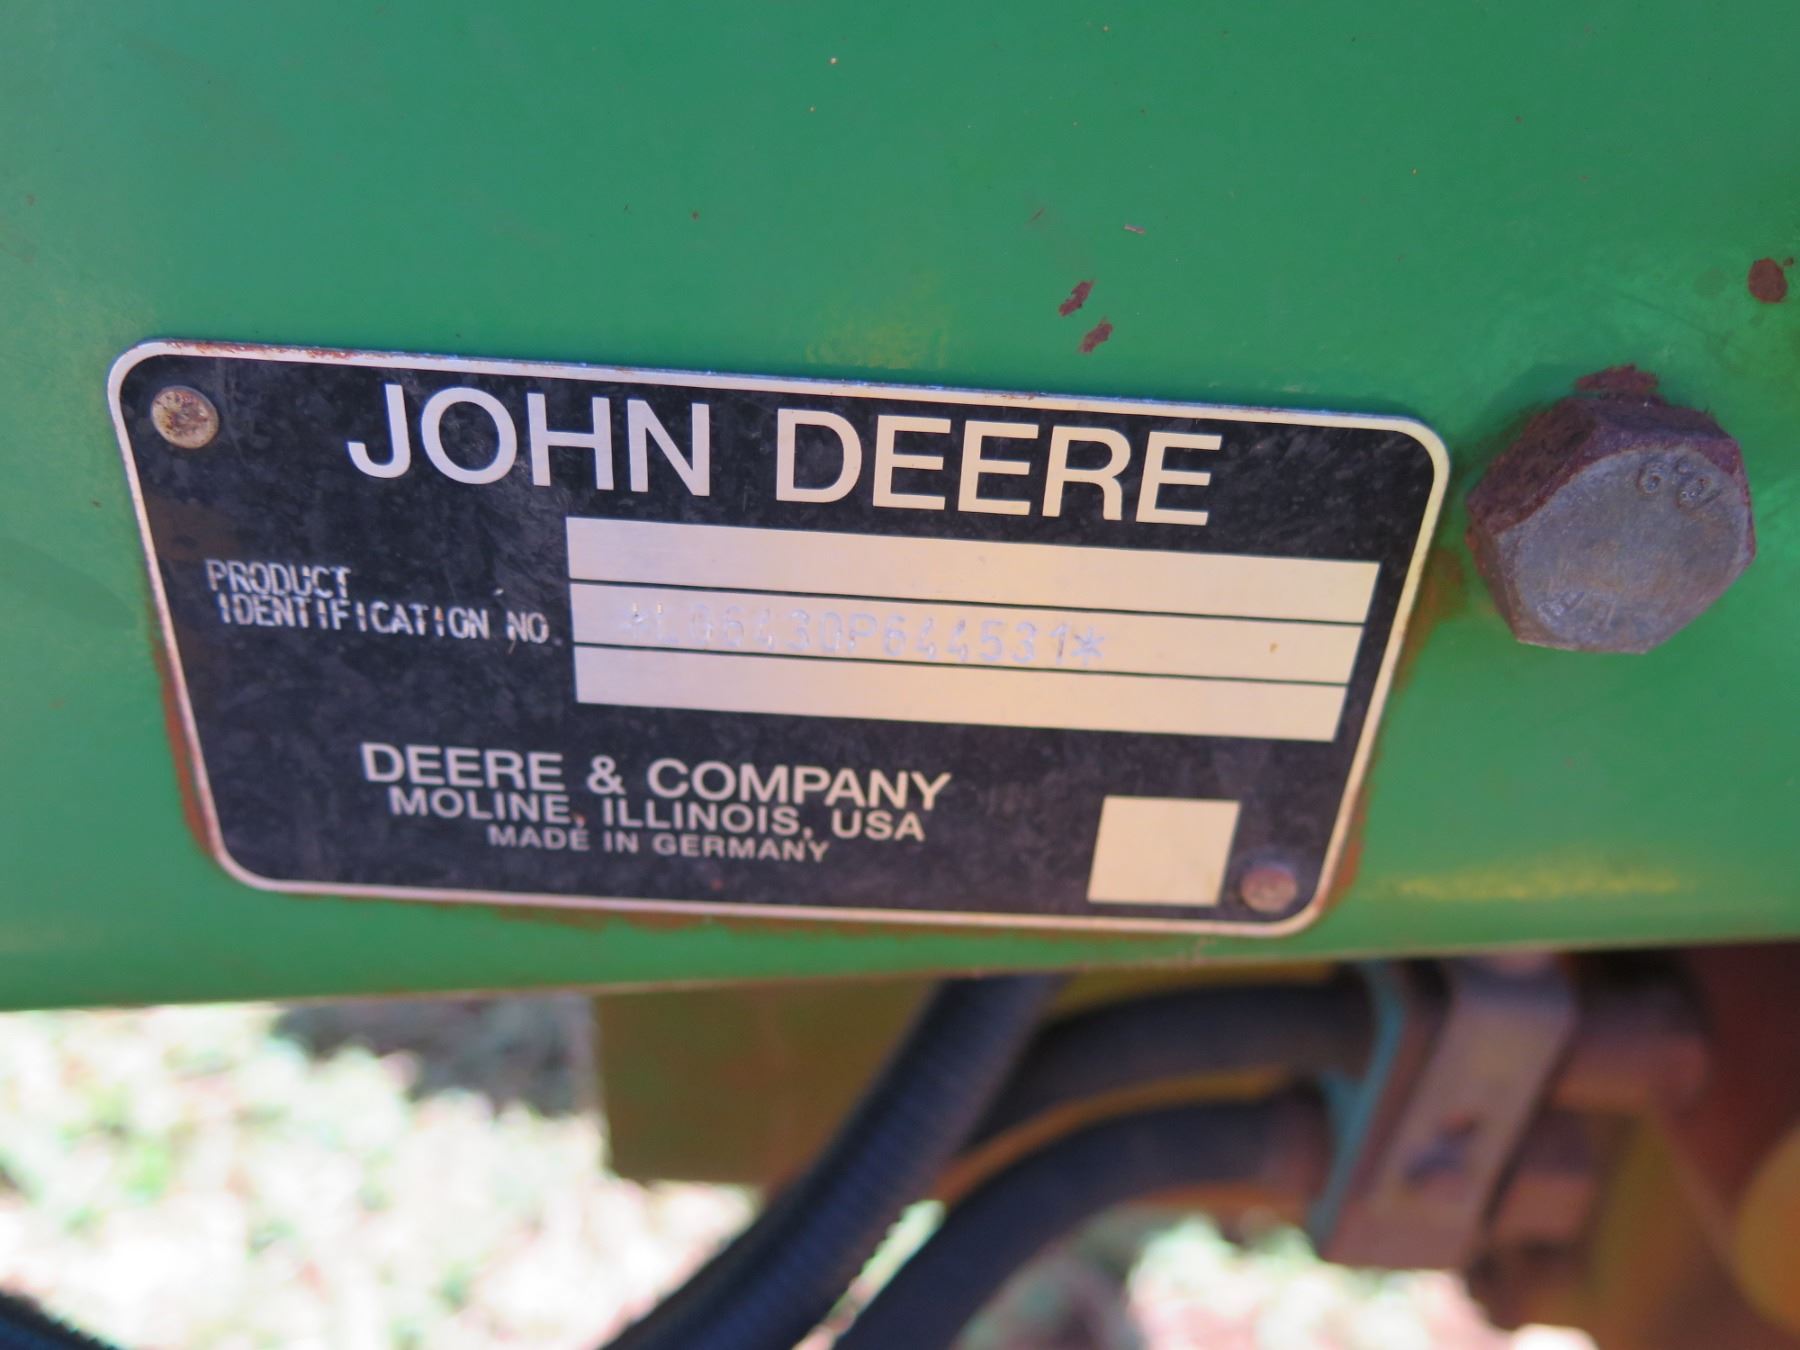 JOHN DEERE
PRODUCT
IDENTIFICATION NO.
*L06430P644531*
DEERE & COMPANY
MOLINE, ILLINOIS, USA
MADE IN GERMANY